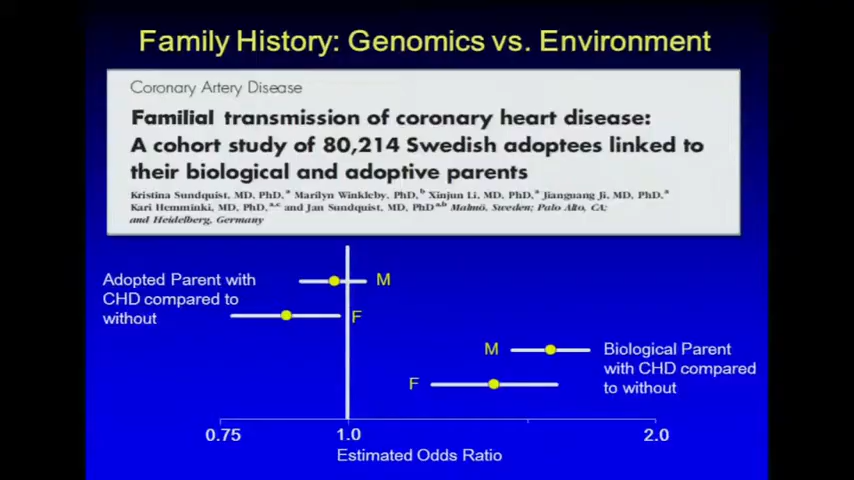 Family History: Genomics vs. Environment
Coronary Artery Disease
Familial transmission of coronary heart disease:
A cohort study of 80,214 Swedish adoptees linked to
their biological and adoptive parents
Kristina Sundquist, MD, PhD,ᵃ Marilyn Winkleby, PhD,ᵇ Xinjun Li, MD, PhD,ᵃ Jianguang Ji, MD, PhD,ᵃ
Kari Hemminki, MD, PhD,ᵃ,ᶜ and Jan Sundquist, MD, PhDᵃ,ᵇ Malmö, Sweden; Palo Alto, CA;
and Heidelberg, Germany
Adopted Parent with
CHD compared to
without
M
F
M
F
Biological Parent
with CHD compared
to without
0.75
1.0
2.0
Estimated Odds Ratio